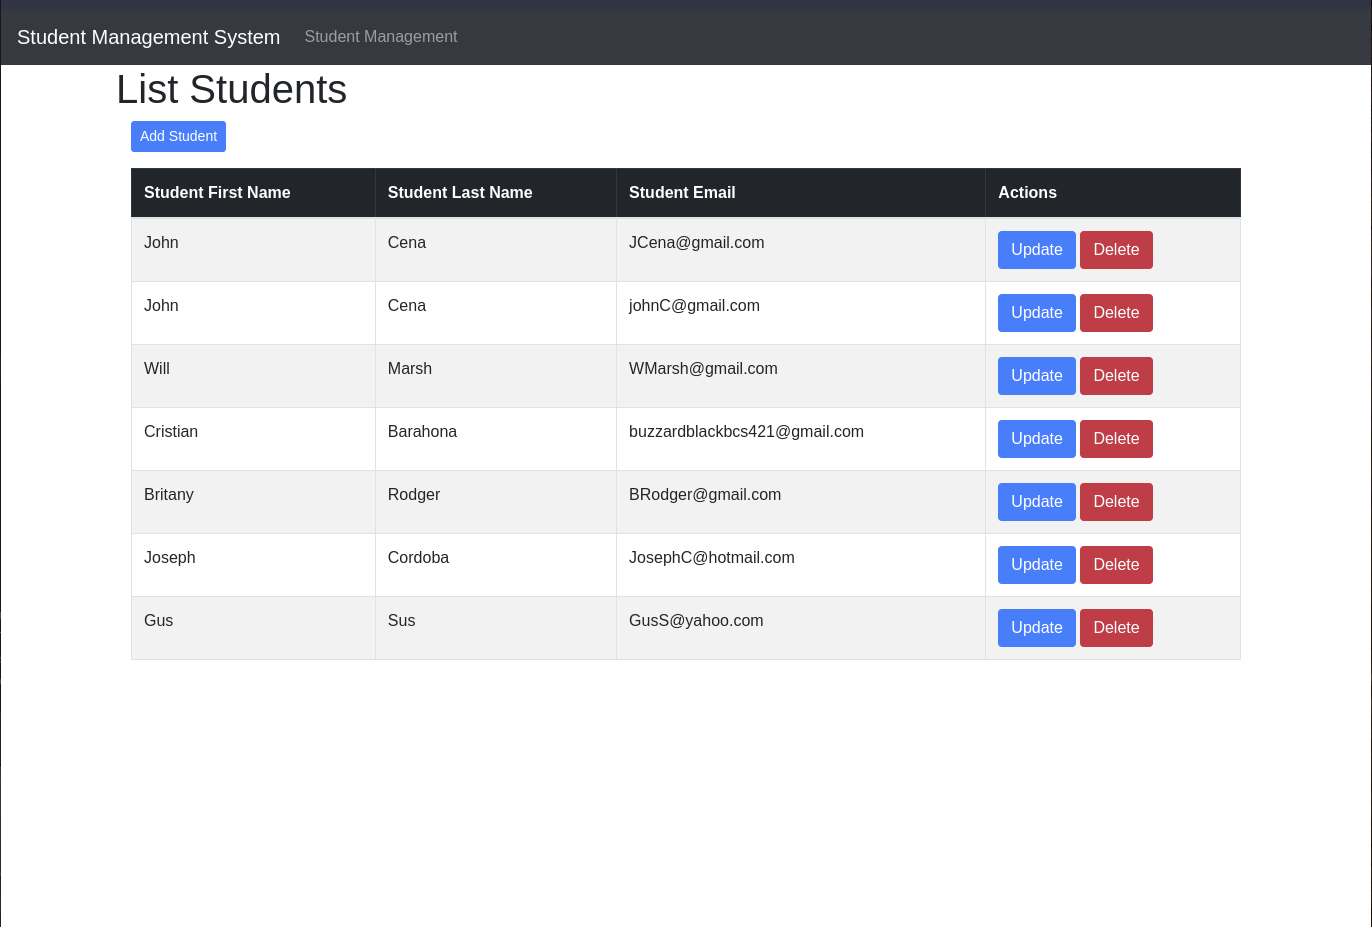 Student Management System Student Management
List Students
Add Student
Student First Name Student Last Name Student Email Actions
John Cena JCena@gmail.com Update Delete
John Cena johnC@gmail.com Update Delete
Will Marsh WMarsh@gmail.com Update Delete
Cristian Barahona buzzardblackbcs421@gmail.com Update Delete
Britany Rodger BRodger@gmail.com Update Delete
Joseph Cordoba JosephC@hotmail.com Update Delete
Gus Sus GusS@yahoo.com Update Delete